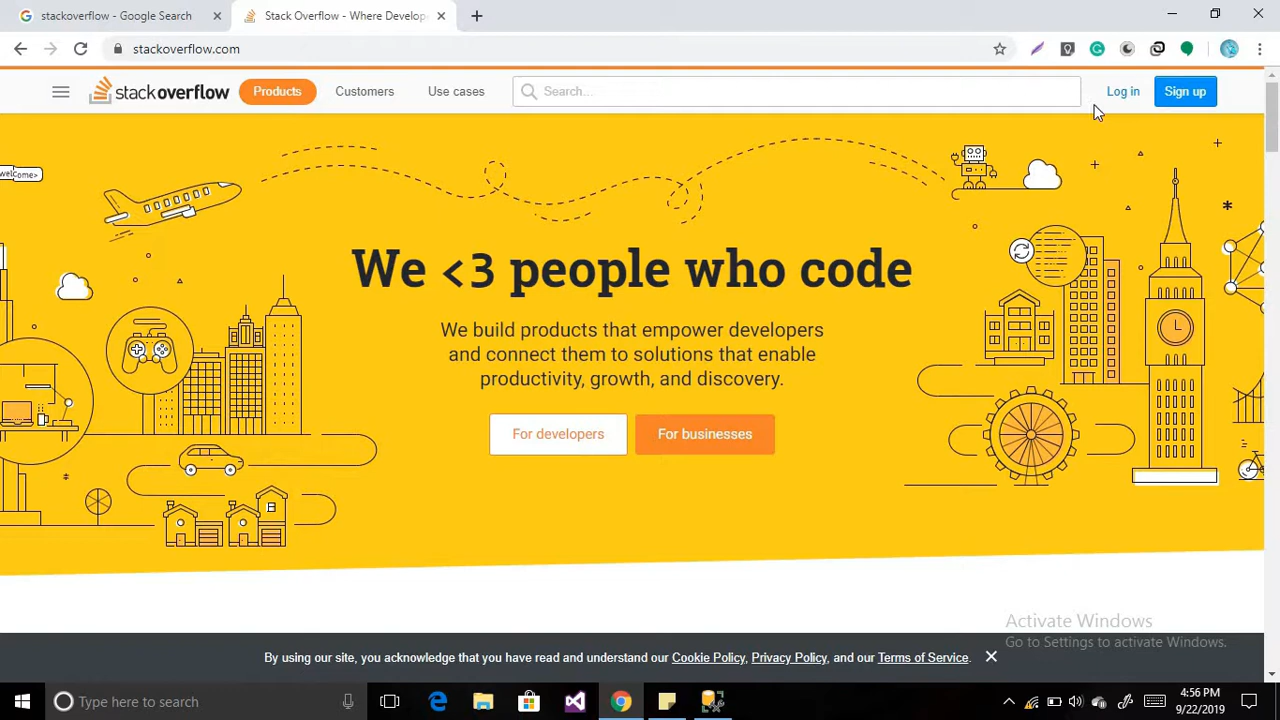 stackoverflow - Google Search
Stack Overflow - Where Develop
stackoverflow.com
stackoverflow
Products
Customers
Use cases
Search...
Log in
Sign up
We <3 people who code
We build products that empower developers
and connect them to solutions that enable
productivity, growth, and discovery.
For developers
For businesses
Activate Windows
Go to Settings to activate Windows.
By using our site, you acknowledge that you have read and understand our Cookie Policy, Privacy Policy, and our Terms of Service.
Type here to search
4:56 PM
9/22/2019